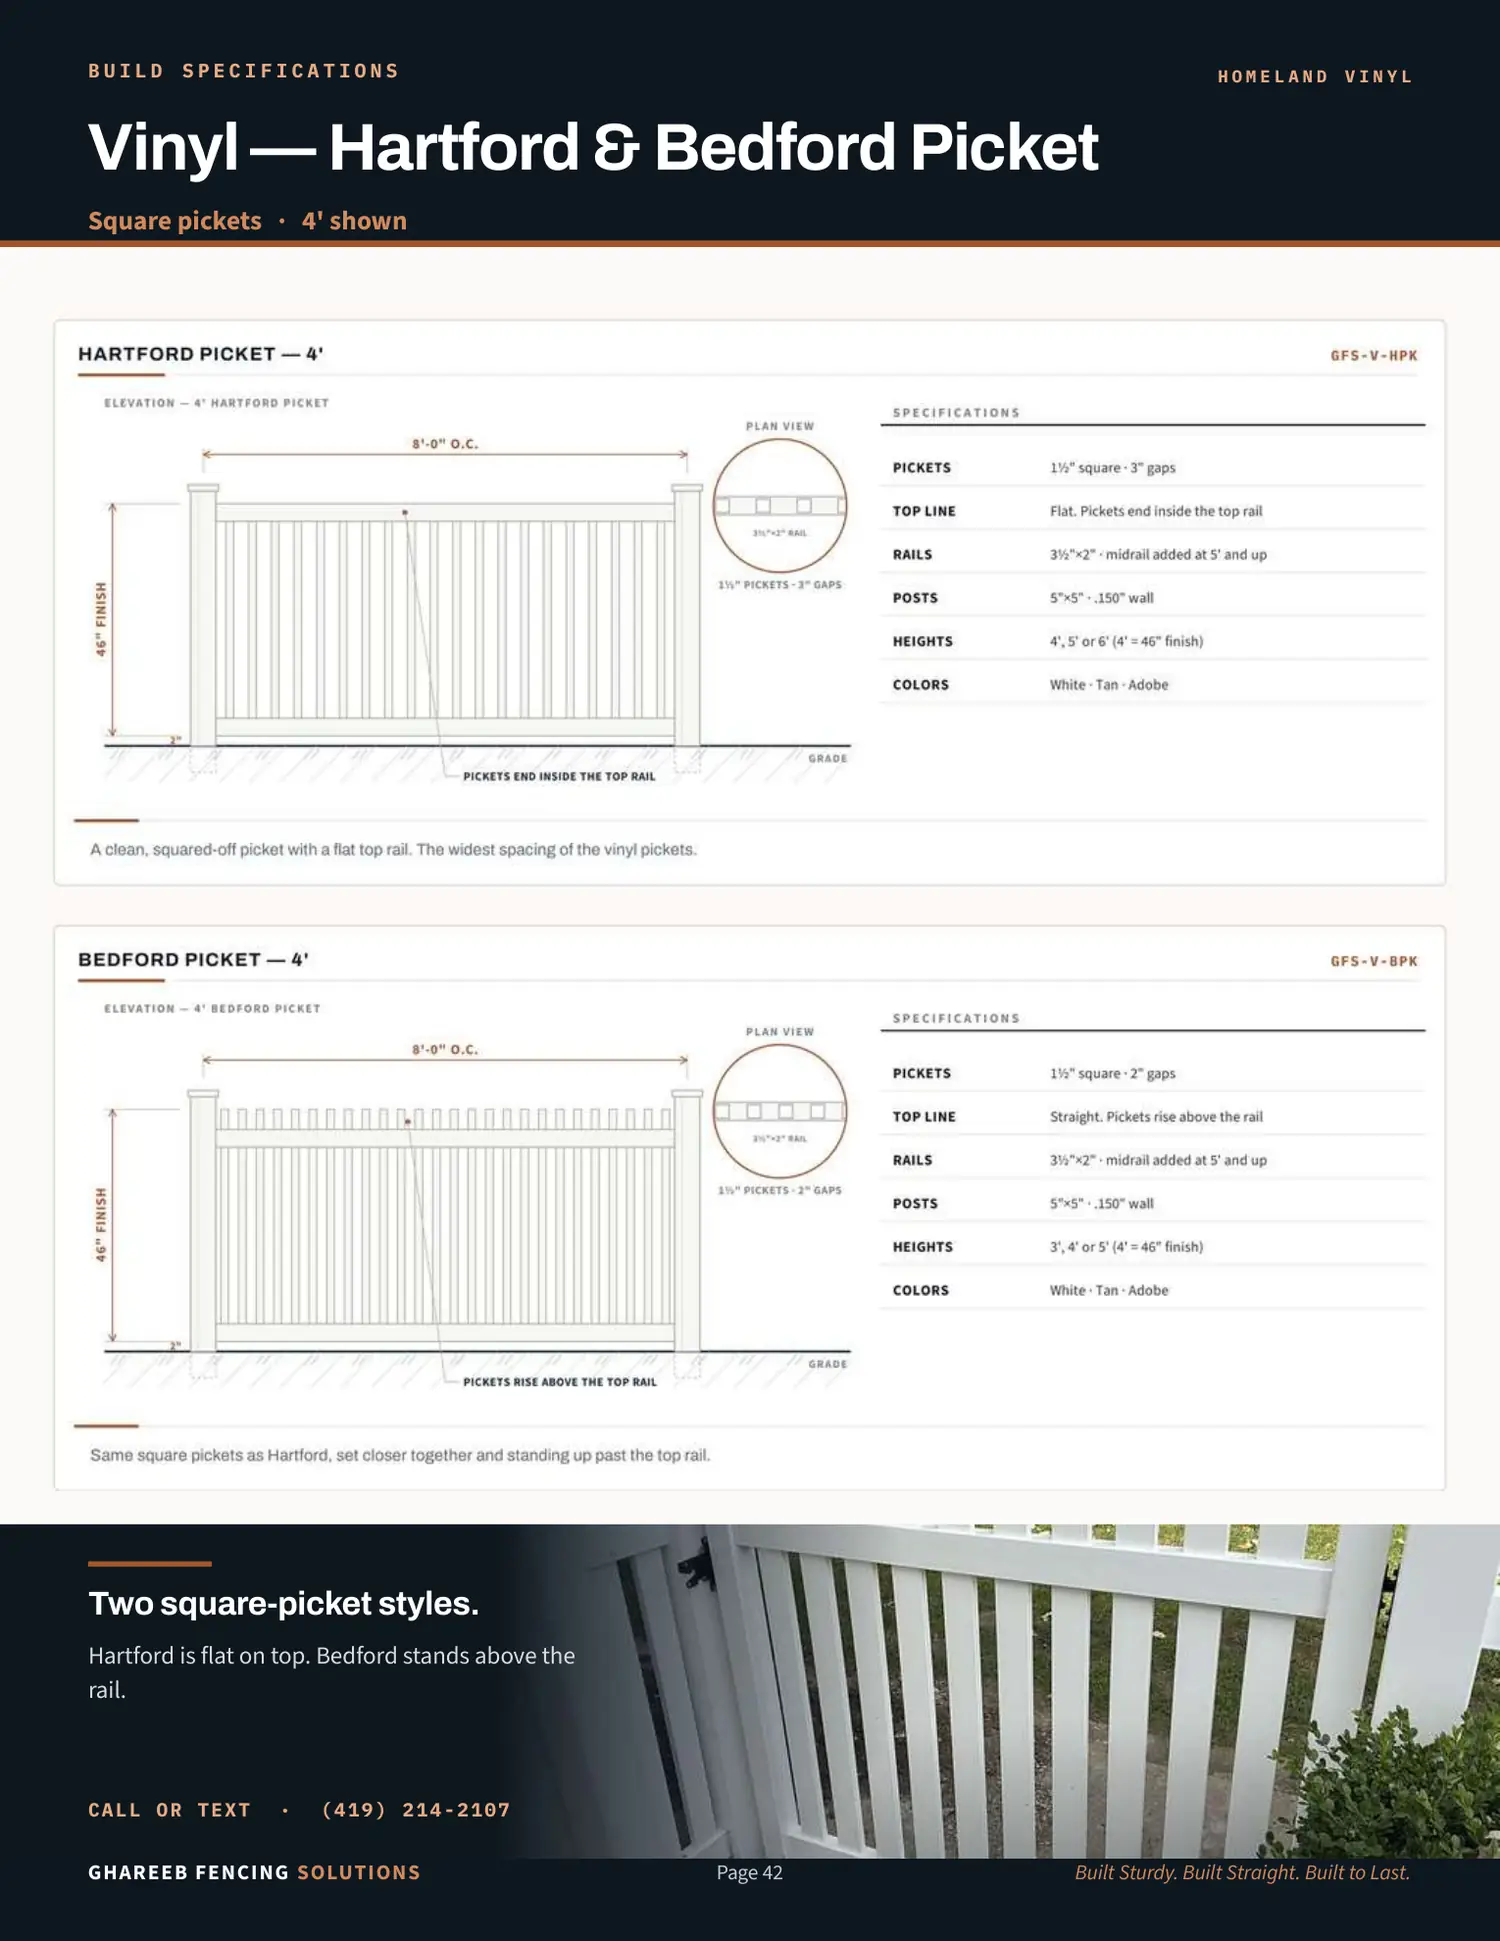 BUILD SPECIFICATIONS
HOMELAND VINYL
Vinyl — Hartford & Bedford Picket
Square pickets · 4' shown
HARTFORD PICKET — 4'
GFS-V-HPK
ELEVATION — 4' HARTFORD PICKET
8'-0" O.C.
46" FINISH
2"
PICKETS END INSIDE THE TOP RAIL
GRADE
PLAN VIEW
3½"×2" RAIL
1½" PICKETS · 3" GAPS
SPECIFICATIONS
PICKETS 1½" square · 3" gaps
TOP LINE Flat. Pickets end inside the top rail
RAILS 3½"×2" · midrail added at 5' and up
POSTS 5"×5" · .150" wall
HEIGHTS 4', 5' or 6' (4' = 46" finish)
COLORS White · Tan · Adobe
A clean, squared-off picket with a flat top rail. The widest spacing of the vinyl pickets.
BEDFORD PICKET — 4'
GFS-V-BPK
ELEVATION — 4' BEDFORD PICKET
8'-0" O.C.
46" FINISH
2"
PICKETS RISE ABOVE THE TOP RAIL
GRADE
PLAN VIEW
3½"×2" RAIL
1½" PICKETS · 2" GAPS
SPECIFICATIONS
PICKETS 1½" square · 2" gaps
TOP LINE Straight. Pickets rise above the rail
RAILS 3½"×2" · midrail added at 5' and up
POSTS 5"×5" · .150" wall
HEIGHTS 3', 4' or 5' (4' = 46" finish)
COLORS White · Tan · Adobe
Same square pickets as Hartford, set closer together and standing up past the top rail.
Two square-picket styles.
Hartford is flat on top. Bedford stands above the
rail.
CALL OR TEXT · (419) 214-2107
GHAREEB FENCING SOLUTIONS
Page 42
Built Sturdy. Built Straight. Built to Last.